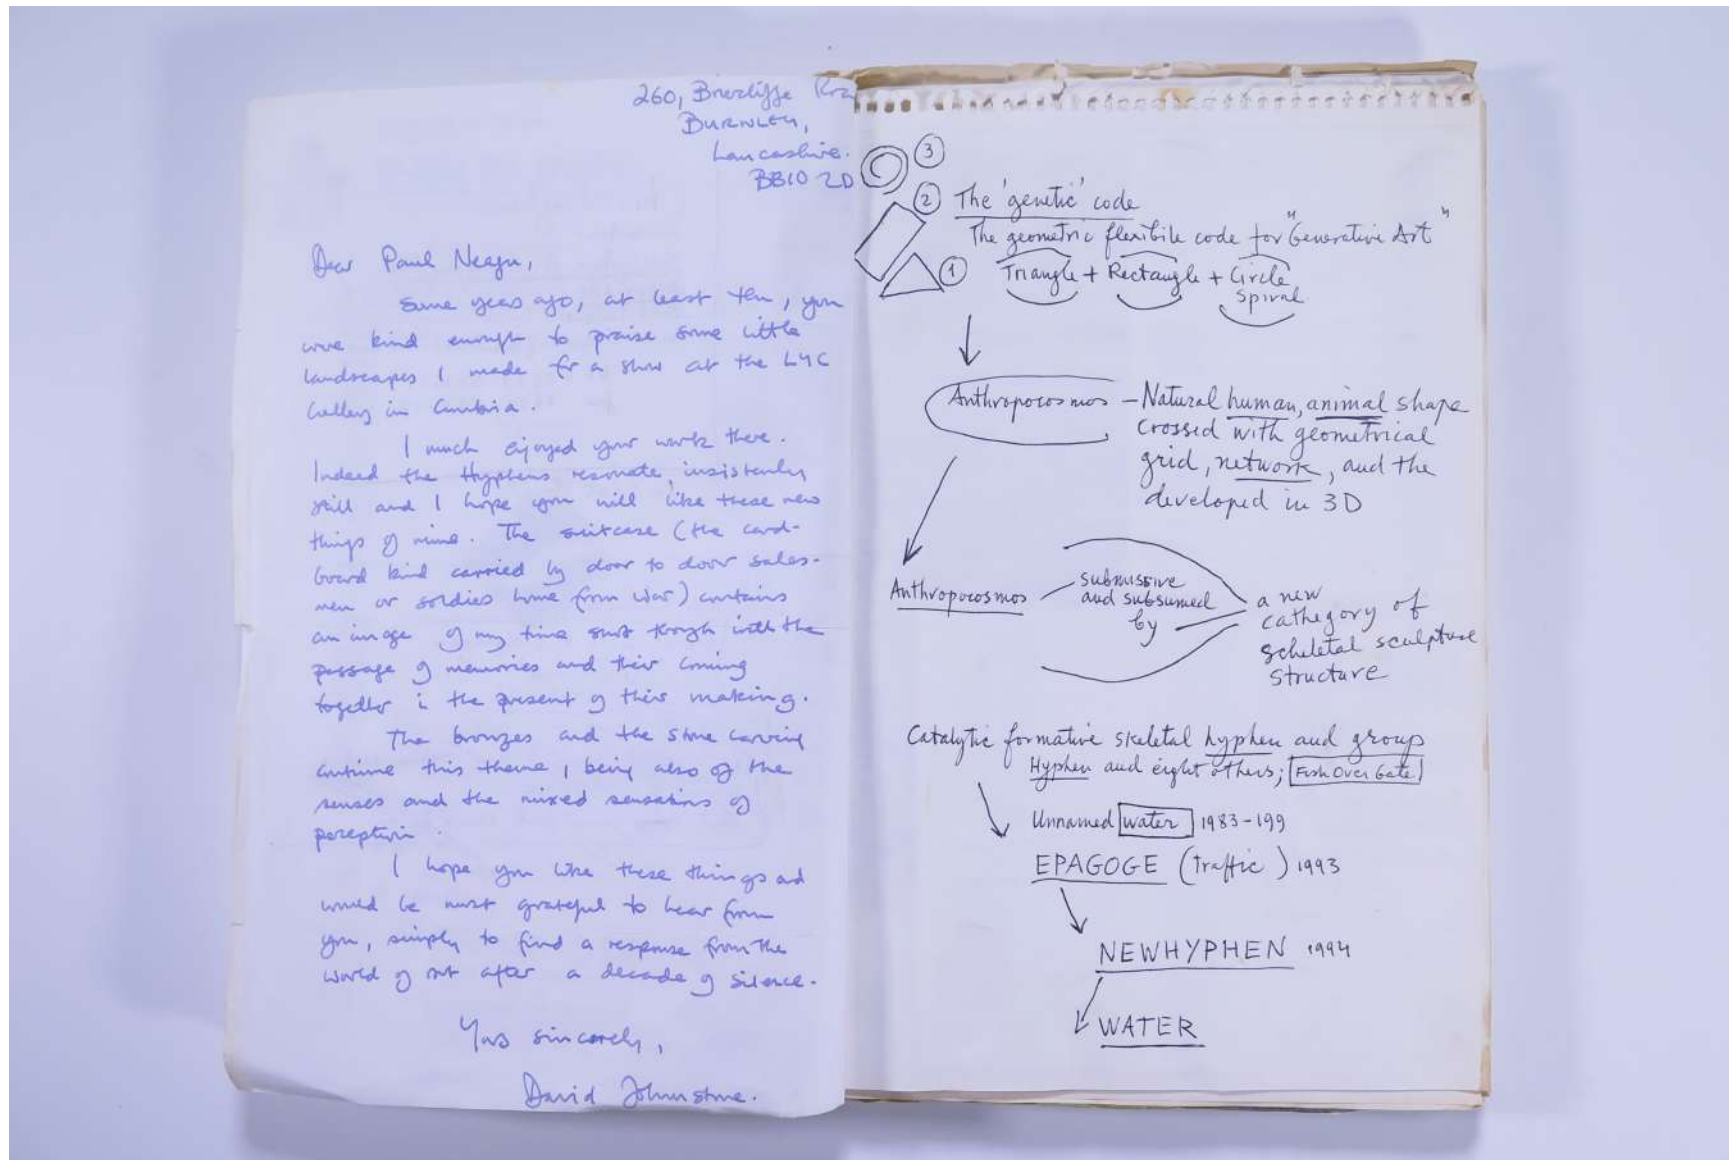 260, Briercliffe Roa
BURNLEY,
Lancashire.
BB10 2D
Dear Paul Neagu,
Some years ago, at least ten, you
were kind enough to praise some little
landscapes I made for a show at the LYC
Gallery in Cumbria.
I much enjoyed your work there.
Indeed the Hyphens resonate, insistently
still and I hope you will like these new
things of mine. The suitcase (the card-
board kind carried by door to door sales-
men or soldies home from war) contains
an image of my time shot through with the
passage of memories and their coming
together in the present of their making.
The bronzes and the stone carving
continue this theme, being also of the
senses and the mixed sensations of
perception.
I hope you like these things and
would be most grateful to hear from
you, simply to find a response from the
world of art after a decade of silence.
Yours sincerely,
David Johnstone.
3
2 The 'genetic' code
The geometric flexibile code for "Generative Art"
1 Triangle + Rectangle + Circle
Spiral
Anthropocosmos – Natural human, animal shape
crossed with geometrical
grid, network, and the
developed in 3D
Anthropocosmos
submissive
and subsumed
by
a new
cathegory of
scheletal sculpture
structure
Catalytic formative skeletal hyphen and group
Hyphen and eight others; Fish Over Gate
Unnamed water 1983-199
EPAGOGE (traffic) 1993
NEWHYPHEN 1994
WATER